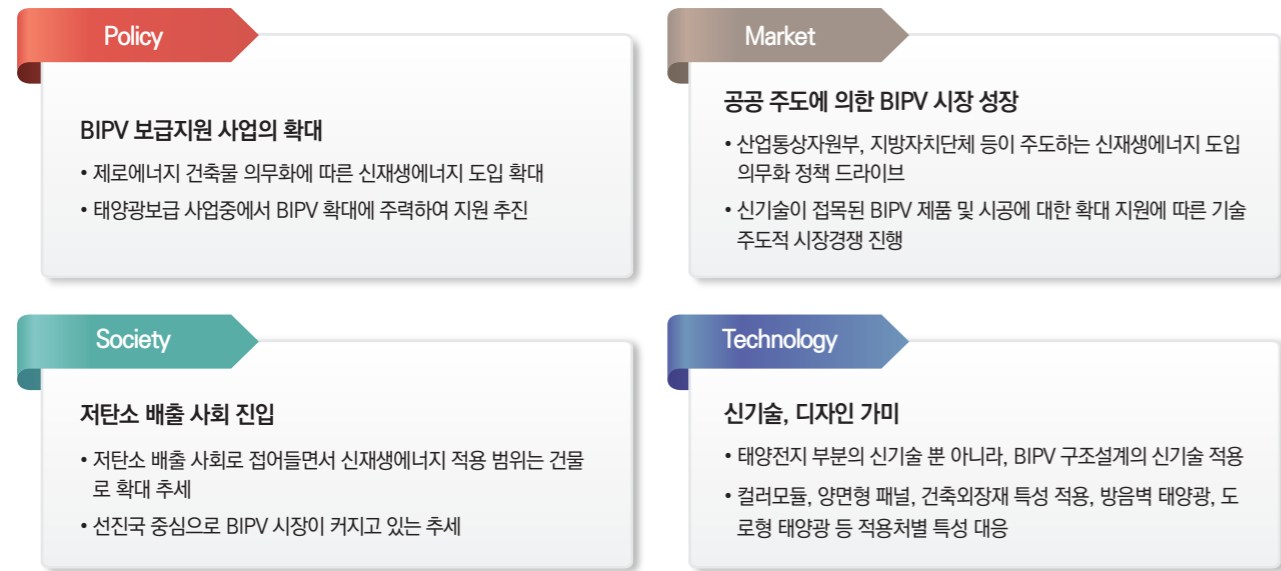 Policy
BIPV 보급지원 사업의 확대
• 제로에너지 건축물 의무화에 따른 신재생에너지 도입 확대
• 태양광보급 사업중에서 BIPV 확대에 주력하여 지원 추진
Market
공공 주도에 의한 BIPV 시장 성장
• 산업통상자원부, 지방자치단체 등이 주도하는 신재생에너지 도입
의무화 정책 드라이브
• 신기술이 접목된 BIPV 제품 및 시공에 대한 확대 지원에 따른 기술
주도적 시장경쟁 진행
Society
저탄소 배출 사회 진입
• 저탄소 배출 사회로 접어들면서 신재생에너지 적용 범위는 건물
로 확대 추세
• 선진국 중심으로 BIPV 시장이 커지고 있는 추세
Technology
신기술, 디자인 가미
• 태양전지 부분의 신기술 뿐 아니라, BIPV 구조설계의 신기술 적용
• 컬러모듈, 양면형 패널, 건축외장재 특성 적용, 방음벽 태양광, 도
로형 태양광 등 적용처별 특성 대응